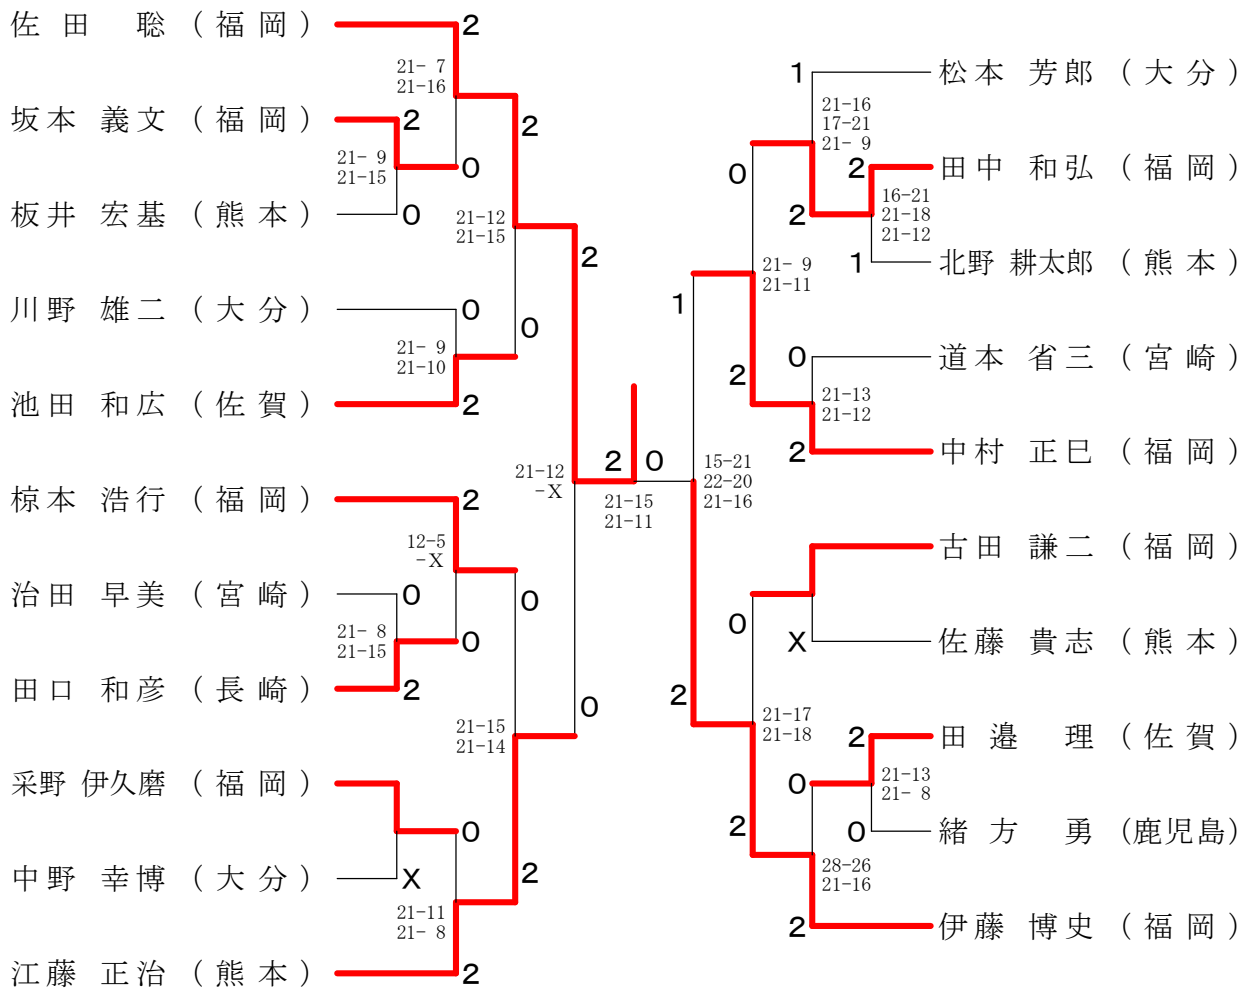 佐田 聡 (福岡)
2
21- 7
21-16
坂本 義文 (福岡)
2
2
21- 9
21-15
0
板井 宏基 (熊本)
0
21-12
21-15
2
川野 雄二 (大分)
0
0
21- 9
21-10
池田 和広 (佐賀)
2
21-12
-X
2
0
21-15
21-11
椋本 浩行 (福岡)
2
12-5
-X
治田 早美 (宮崎)
0
0
21- 8
21-15
0
田口 和彦 (長崎)
2
0
21-15
21-14
采野 伊久磨 (福岡)
0
中野 幸博 (大分)
X
2
21-11
21- 8
江藤 正治 (熊本)
2
1
松本 芳郎 (大分)
21-16
17-21
21- 9
0
2
田中 和弘 (福岡)
2
16-21
21-18
21-12
1
北野 耕太郎 (熊本)
21- 9
21-11
1
0
道本 省三 (宮崎)
2
21-13
21-12
2
中村 正巳 (福岡)
15-21
22-20
21-16
古田 謙二 (福岡)
0
X
佐藤 貴志 (熊本)
2
21-17
21-18
2
田邉 理 (佐賀)
0
21-13
21- 8
2
0
緒方 勇 (鹿児島)
28-26
21-16
2
伊藤 博史 (福岡)